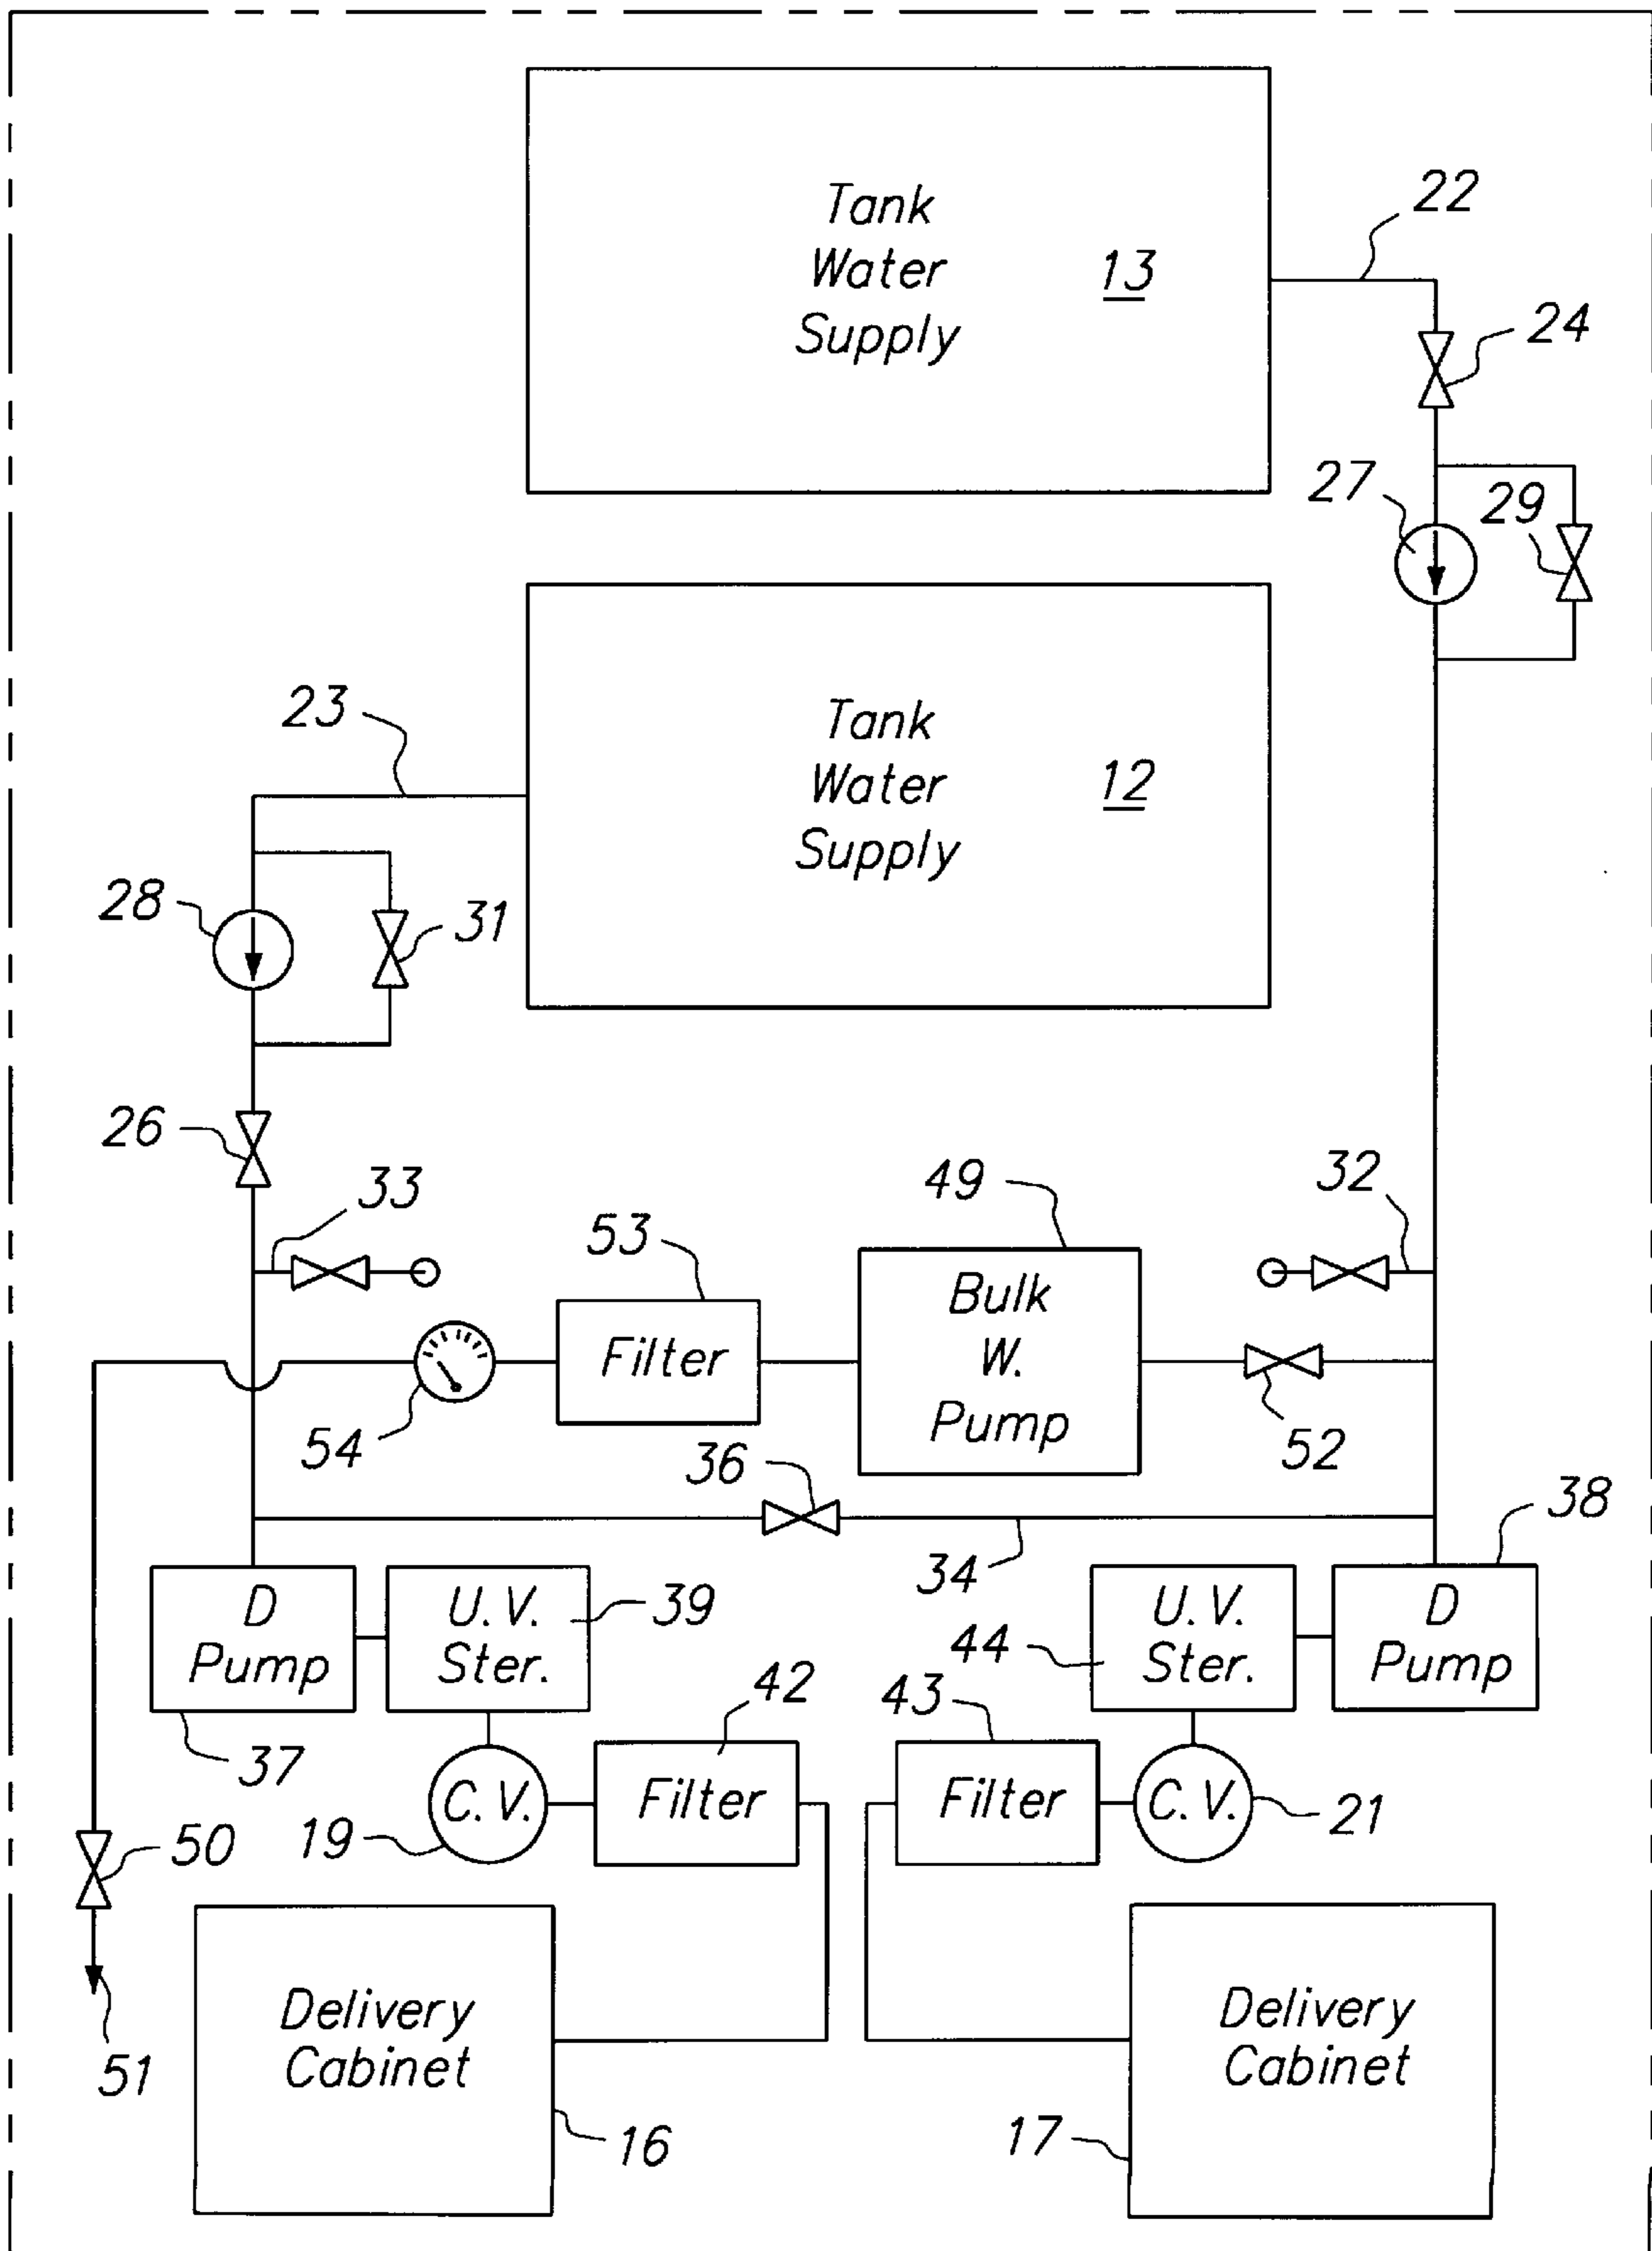 Tank
Water
Supply
13
22
24
27
29
Tank
Water
Supply
12
23
28
31
26
33
53
49
32
Filter
Bulk
W.
Pump
54
52
36
34
38
D
Pump
U.V.
Ster.
39
44
U.V.
Ster.
D
Pump
37
42
43
C.V.
Filter
Filter
C.V.
19
21
50
51
Delivery
Cabinet
16
Delivery
Cabinet
17